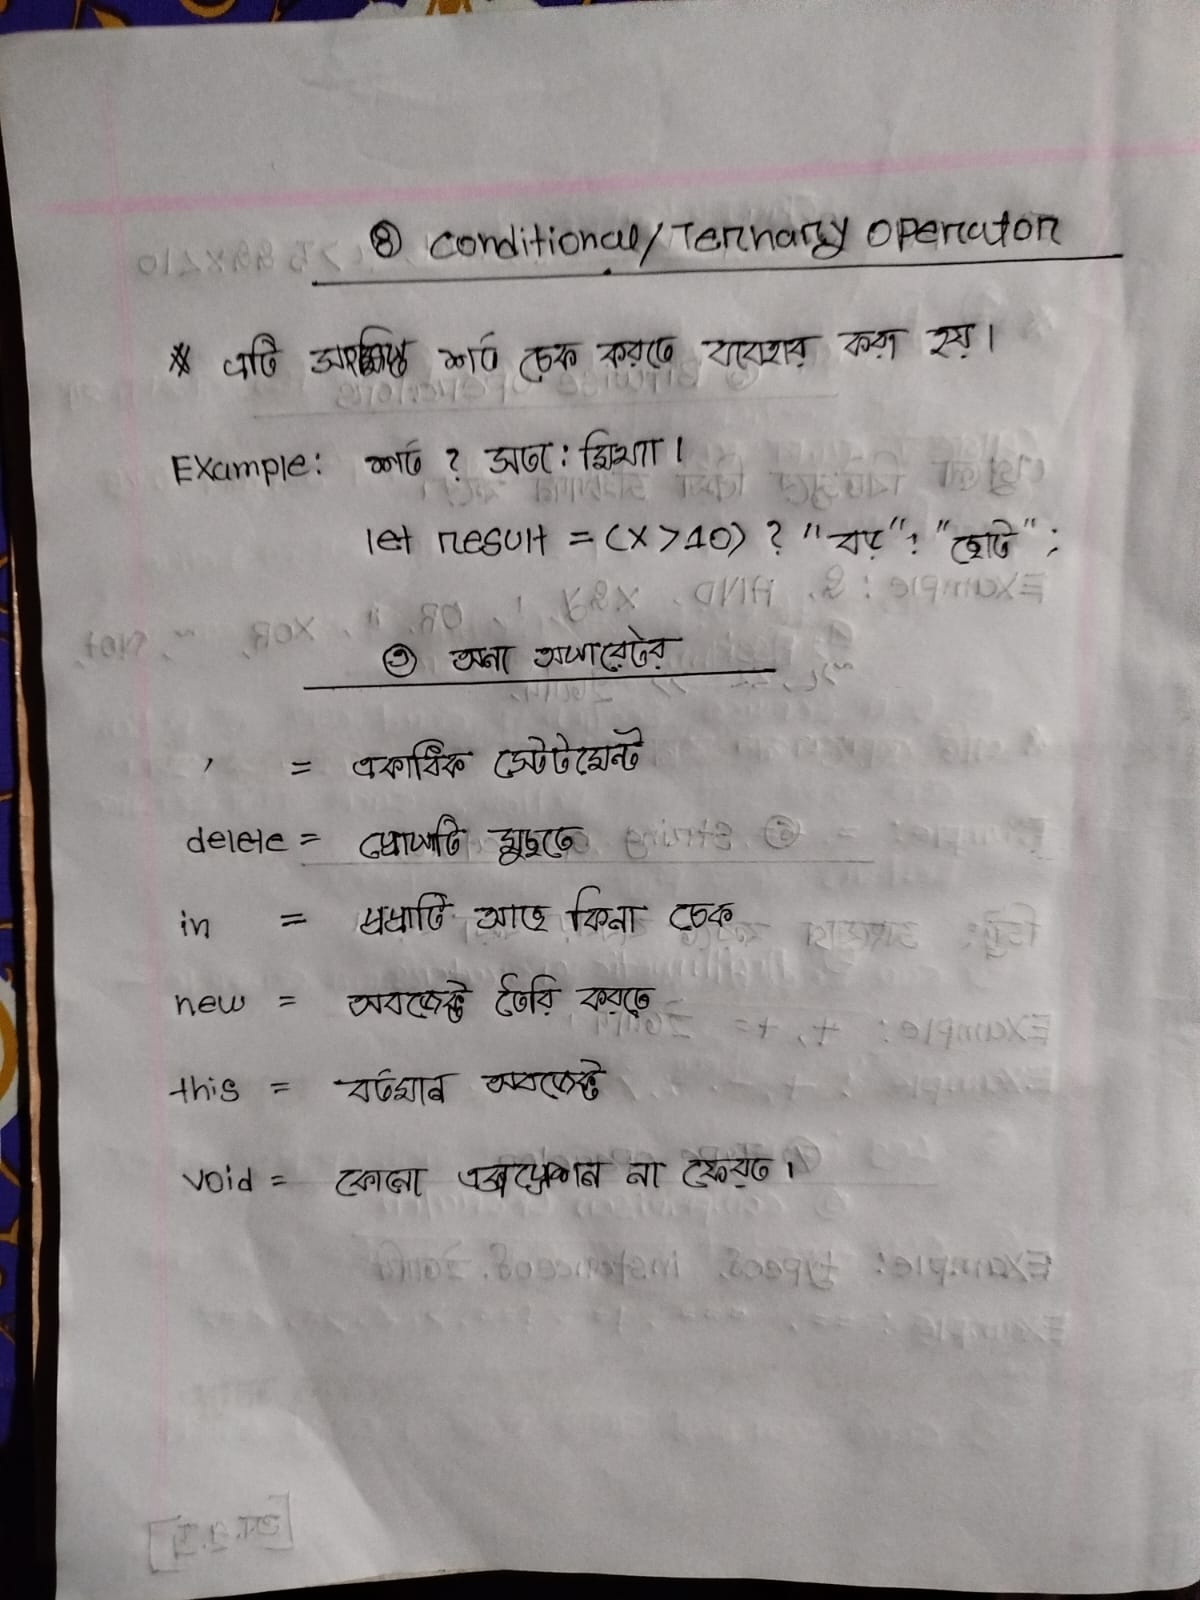 ⑧ Conditional/Ternary Operator
* এটি সংক্ষিপ্ত শর্ত চেক করতে ব্যবহার করা হয়।
Example: শর্ত ? সত্য : মিথ্যা।
let result = (x > 10) ? "বড়" : "ছোট" ;
⑨ অন্য অপারেটর
, = একাধিক স্টেটমেন্ট
delete = প্রোপার্টি মুছতে
in = প্রপার্টি আছে কিনা চেক
new = অবজেক্ট তৈরি করতে
this = বর্তমান অবজেক্ট
void = কোনো এক্সপ্রেশান না ফেরত।